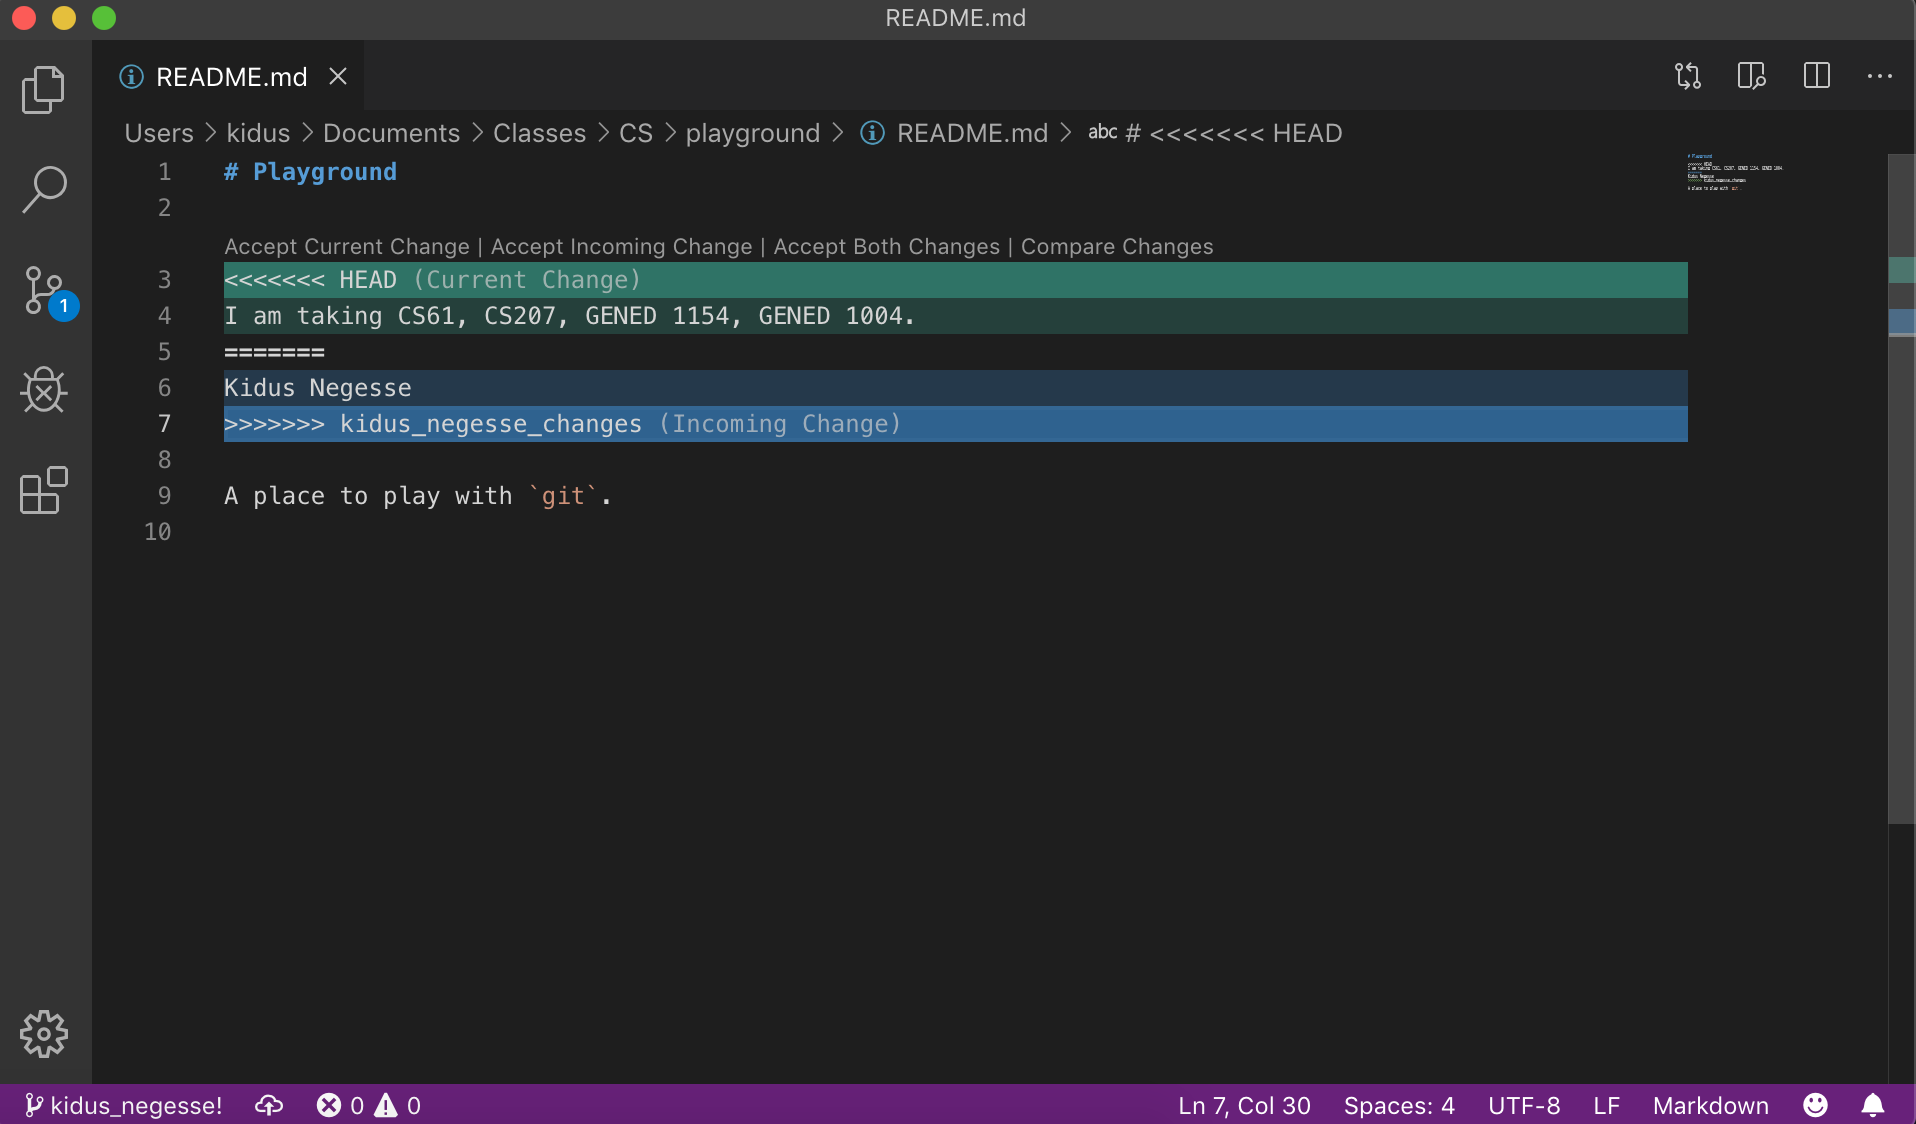 README.md
README.md
Users > kidus > Documents > Classes > CS > playground > README.md > abc # <<<<<<< HEAD
1 # Playground
2
Accept Current Change | Accept Incoming Change | Accept Both Changes | Compare Changes
3 <<<<<<< HEAD (Current Change)
4 I am taking CS61, CS207, GENED 1154, GENED 1004.
5 =======
6 Kidus Negesse
7 >>>>>>> kidus_negesse_changes (Incoming Change)
8
9 A place to play with `git`.
10
1
kidus_negesse! 0 0 Ln 7, Col 30 Spaces: 4 UTF-8 LF Markdown